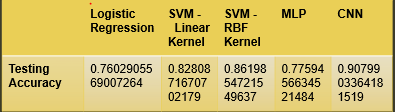 Logistic Regression SVM - Linear Kernel SVM - RBF Kernel MLP CNN
Testing Accuracy 0.7602905569007264 0.8280871670702179 0.8619854721549637 0.7759456634521484 0.9079903364181519